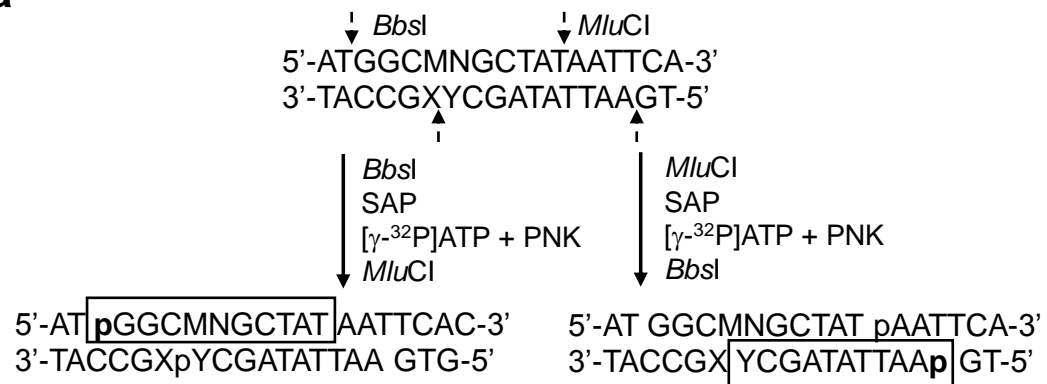 a
BbsI MluCI
5'-ATGGCMNGCTATAATTCA-3'
3'-TACCGXYCGATATTAAGT-5'
BbsI
SAP
[γ-³²P]ATP + PNK
MluCI
MluCI
SAP
[γ-³²P]ATP + PNK
BbsI
5'-AT pGGCMNGCTAT AATTCAC-3'
3'-TACCGXpYCGATATTAA GTG-5'
5'-AT GGCMNGCTAT pAATTCA-3'
3'-TACCGX YCGATATTAAp GT-5'